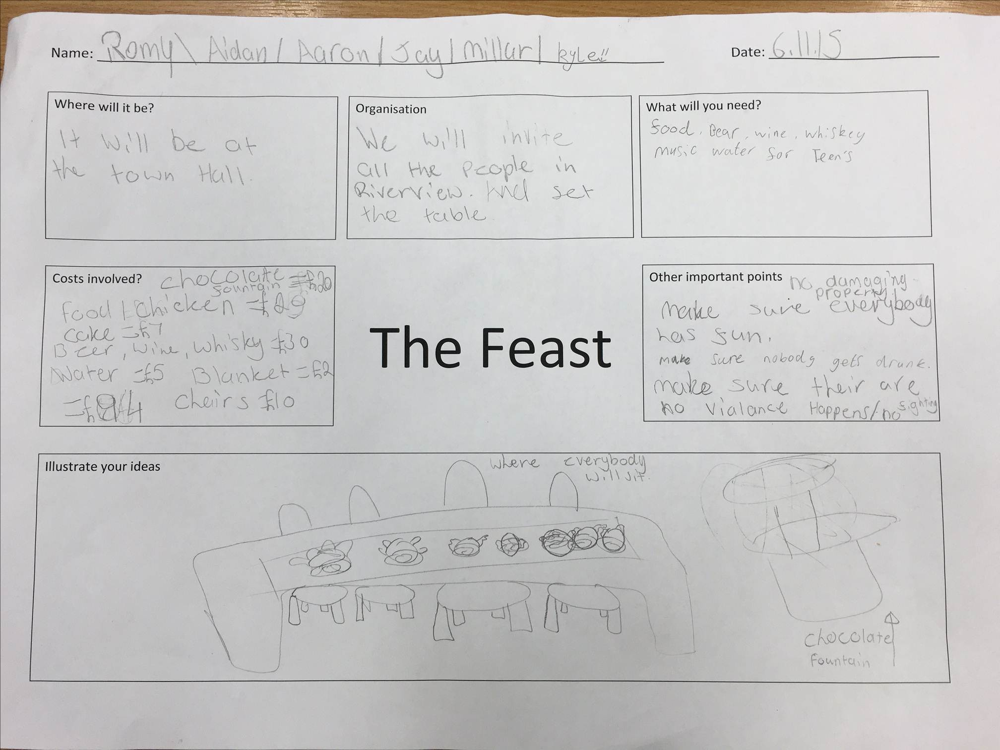 Name: Romy\ Aidan/ Aaron/ Jay/ Millar/ Kyle!!
Date: 6.11.15
Where will it be?
It will be at
the town Hall.
Organisation
We will invite
all the People in
Riverview. And set
the table
What will you need?
food, Bear, wine, whiskey
music water for Teen's
Costs involved? chocolate =£20
fountain
food | chicken =£20
cake =£7
Beer, wine, whisky =£30
Water =£5 Blanket =£2
=£94 Chairs £10
The Feast
Other important points no damaging
property!
Make sure everybody
has fun.
make sure nobody gets drunk.
make sure their are
no Vialance Happens/ no fighting
Illustrate your ideas
where everybody
will sit.
chocolate
fountain